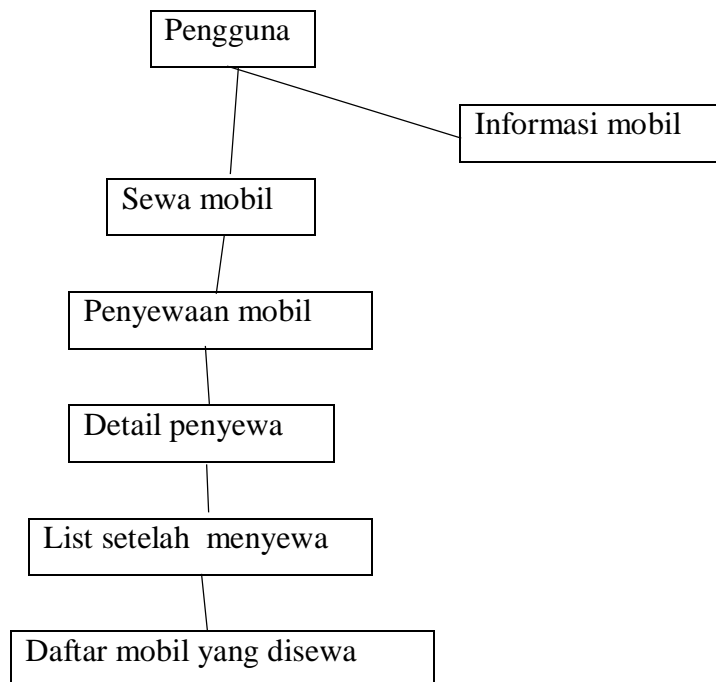 Pengguna
Informasi mobil
Sewa mobil
Penyewaan mobil
Detail penyewa
List setelah  menyewa
Daftar mobil yang disewa